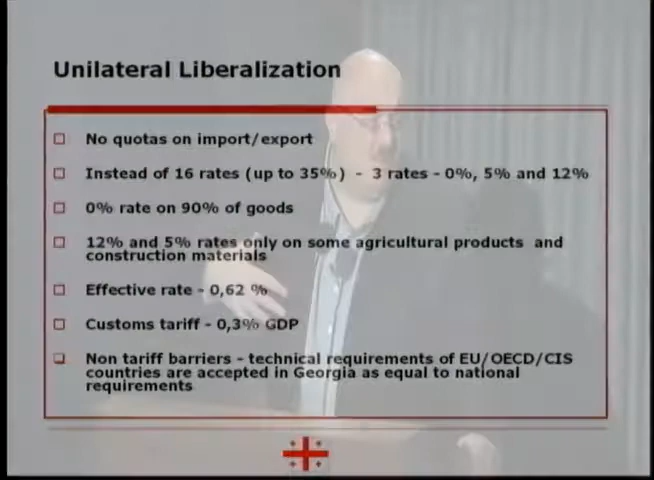 Unilateral Liberalization
No quotas on import/export
Instead of 16 rates (up to 35%) - 3 rates - 0%, 5% and 12%
0% rate on 90% of goods
12% and 5% rates only on some agricultural products and
construction materials
Effective rate - 0,62 %
Customs tariff - 0,3% GDP
Non tariff barriers - technical requirements of EU/OECD/CIS
countries are accepted in Georgia as equal to national
requirements